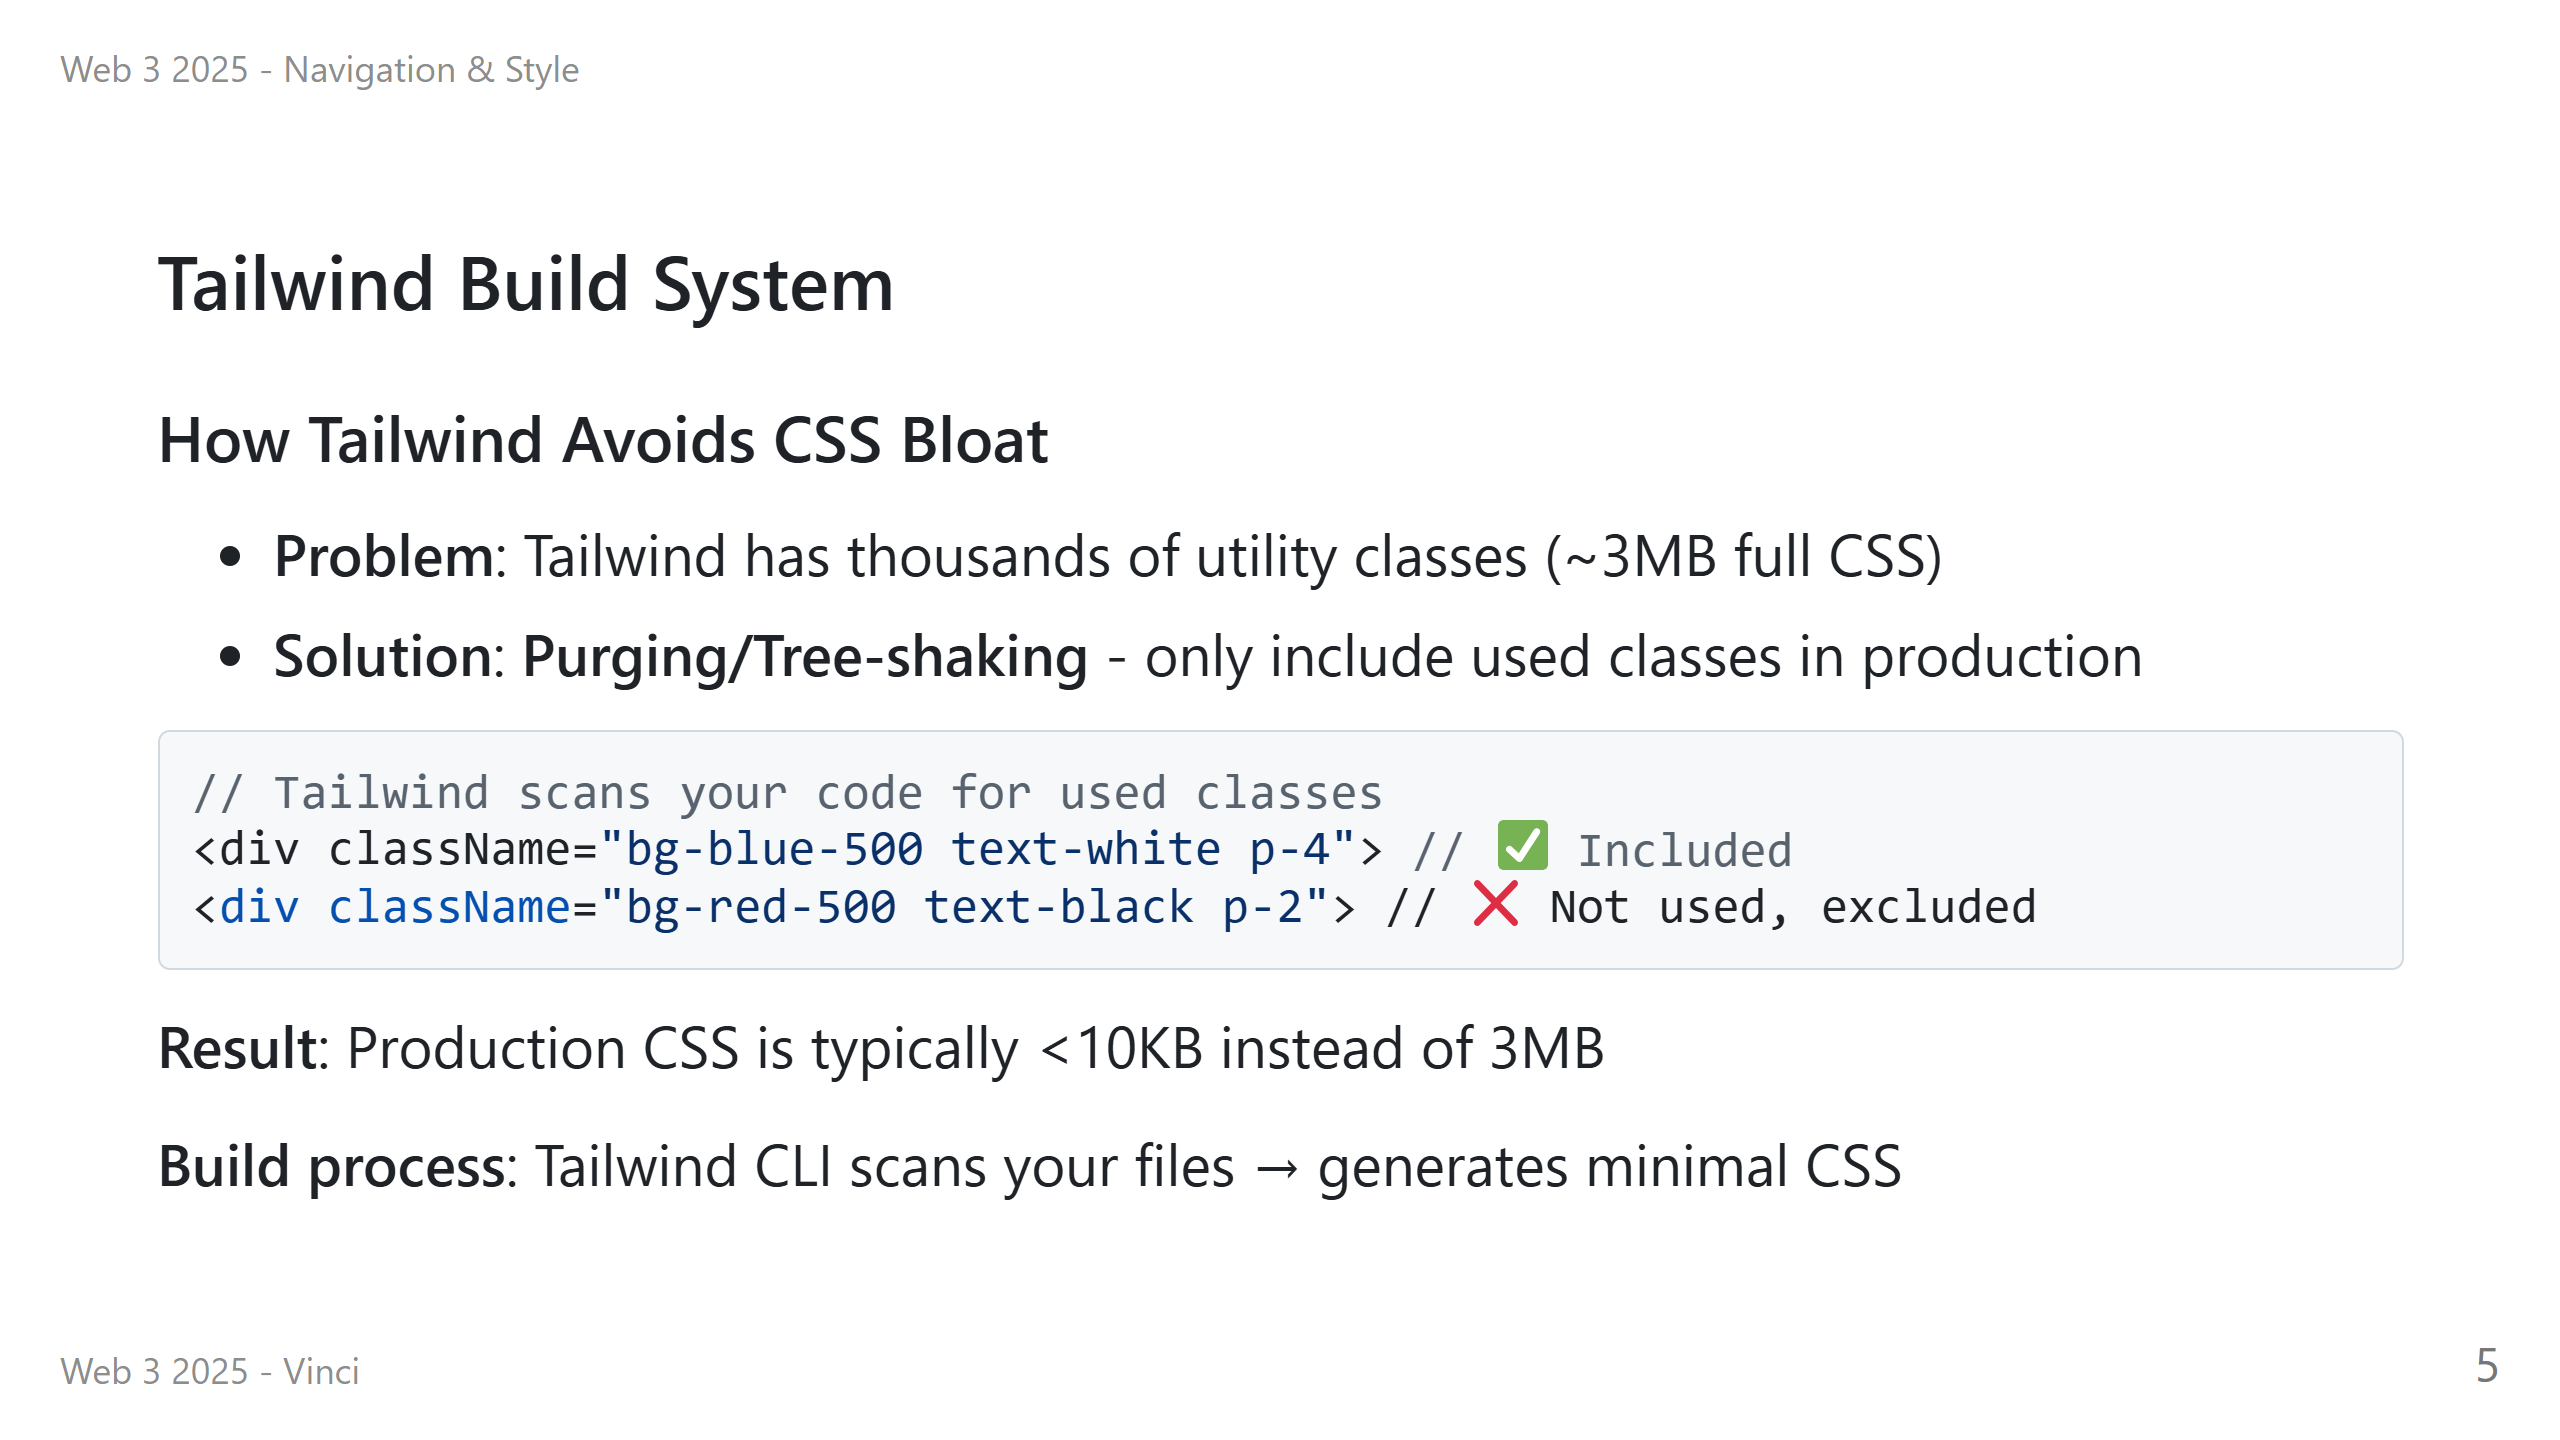 Web 3 2025 - Navigation & Style
Tailwind Build System
How Tailwind Avoids CSS Bloat
• Problem: Tailwind has thousands of utility classes (~3MB full CSS)
• Solution: Purging/Tree-shaking - only include used classes in production
// Tailwind scans your code for used classes
<div className="bg-blue-500 text-white p-4"> // ✅ Included
<div className="bg-red-500 text-black p-2"> // ❌ Not used, excluded
Result: Production CSS is typically <10KB instead of 3MB
Build process: Tailwind CLI scans your files → generates minimal CSS
Web 3 2025 - Vinci
5